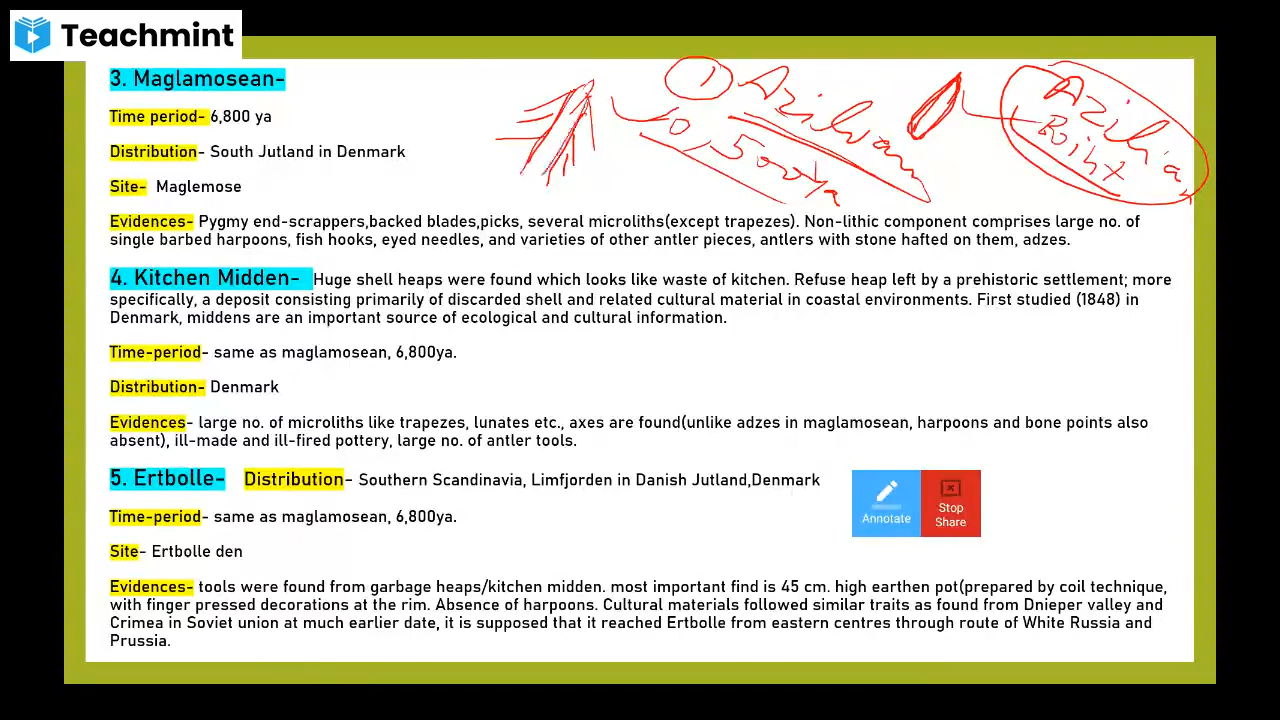 Teachmint
3. Maglamosean-
Time period- 6,800 ya
Distribution- South Jutland in Denmark
Site- Maglemose
Evidences- Pygmy end-scrappers,backed blades,picks, several microliths(except trapezes). Non-lithic component comprises large no. of
single barbed harpoons, fish hooks, eyed needles, and varieties of other antler pieces, antlers with stone hafted on them, adzes.
4. Kitchen Midden- Huge shell heaps were found which looks like waste of kitchen. Refuse heap left by a prehistoric settlement; more
specifically, a deposit consisting primarily of discarded shell and related cultural material in coastal environments. First studied (1848) in
Denmark, middens are an important source of ecological and cultural information.
Time-period- same as maglamosean, 6,800ya.
Distribution- Denmark
Evidences- large no. of microliths like trapezes, lunates etc., axes are found(unlike adzes in maglamosean, harpoons and bone points also
absent), ill-made and ill-fired pottery, large no. of antler tools.
5. Ertbolle- Distribution- Southern Scandinavia, Limfjorden in Danish Jutland,Denmark
Time-period- same as maglamosean, 6,800ya.
Site- Ertbolle den
Evidences- tools were found from garbage heaps/kitchen midden. most important find is 45 cm. high earthen pot(prepared by coil technique,
with finger pressed decorations at the rim. Absence of harpoons. Cultural materials followed similar traits as found from Dnieper valley and
Crimea in Soviet union at much earlier date, it is supposed that it reached Ertbolle from eastern centres through route of White Russia and
Prussia.
1 Azilian
Azilian
Annotate
Stop
Share